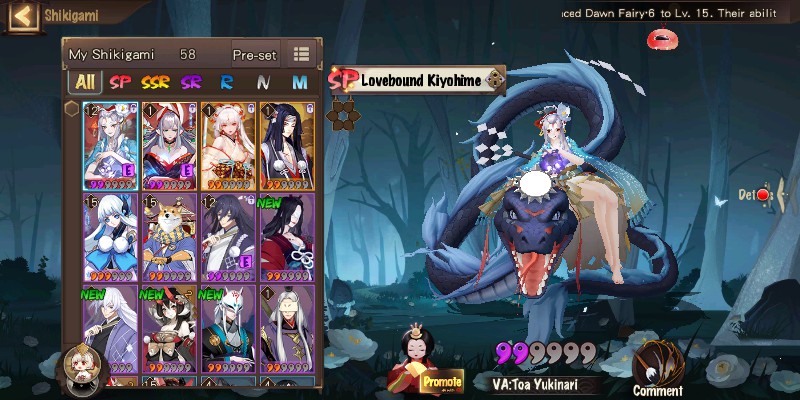 Shikigami
ced Dawn Fairy·6 to Lv. 15. Their abilit
My Shikigami 58 Pre-set
All SP SSR SR R N M
SP Lovebound Kiyohime
12 1 1 1
E E
15 15 12 NEW
E
NEW NEW NEW 1
Det
Promote
VA:Toa Yukinari
Comment